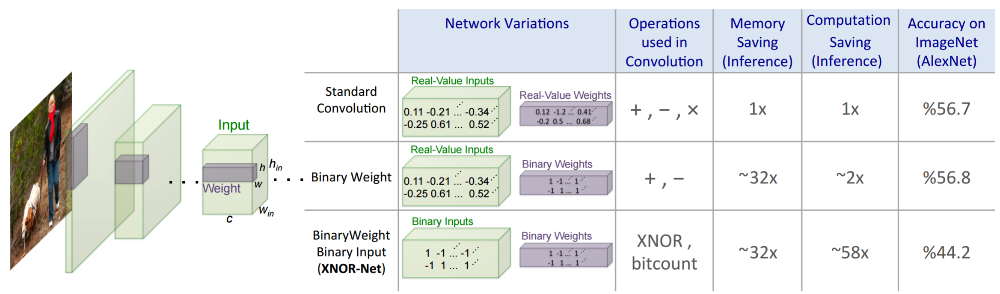 Network Variations
Operations
used in
Convolution
Memory
Saving
(Inference)
Computation
Saving
(Inference)
Accuracy on
ImageNet
(AlexNet)
Input
h
h_in
w
Weight
w_in
c
Standard
Convolution
Real-Value Inputs
0.11 -0.21 ... -0.34
-0.25 0.61 ... 0.52
Real-Value Weights
0.12 -1.2 ... 0.41
-0.2 0.5 ... 0.68
+ , − , ×
1x
1x
%56.7
Binary Weight
Real-Value Inputs
0.11 -0.21 ... -0.34
-0.25 0.61 ... 0.52
Binary Weights
1 -1 ... 1
-1 1 ... 1
+ , −
~32x
~2x
%56.8
BinaryWeight
Binary Input
(XNOR-Net)
Binary Inputs
1 -1 ... -1
-1 1 ... 1
Binary Weights
1 -1 ... 1
-1 1 ... 1
XNOR ,
bitcount
~32x
~58x
%44.2